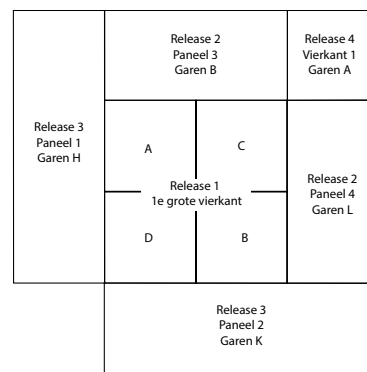 Release 2
Paneel 3
Garen B
Release 4
Vierkant 1
Garen A
Release 3
Paneel 1
Garen H
A
C
Release 1
1e grote vierkant
D
B
Release 2
Paneel 4
Garen L
Release 3
Paneel 2
Garen K